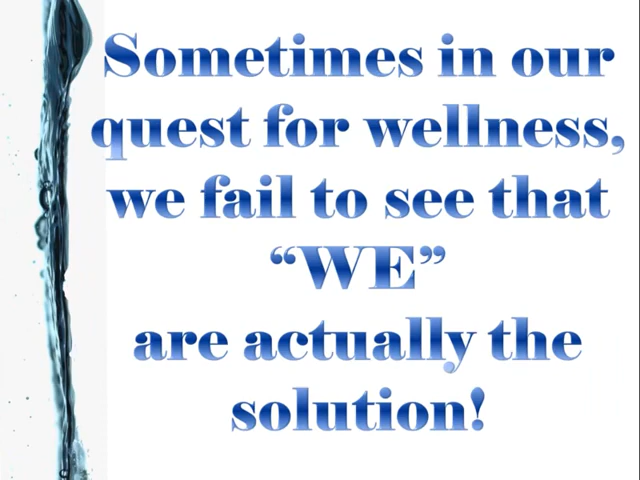 Sometimes in our
quest for wellness,
we fail to see that
“WE”
are actually the
solution!